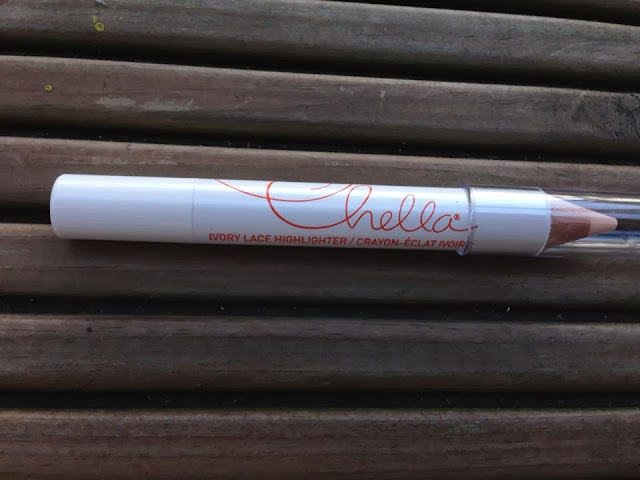 Chella®
IVORY LACE HIGHLIGHTER / CRAYON-ÉCLAT IVOIRE